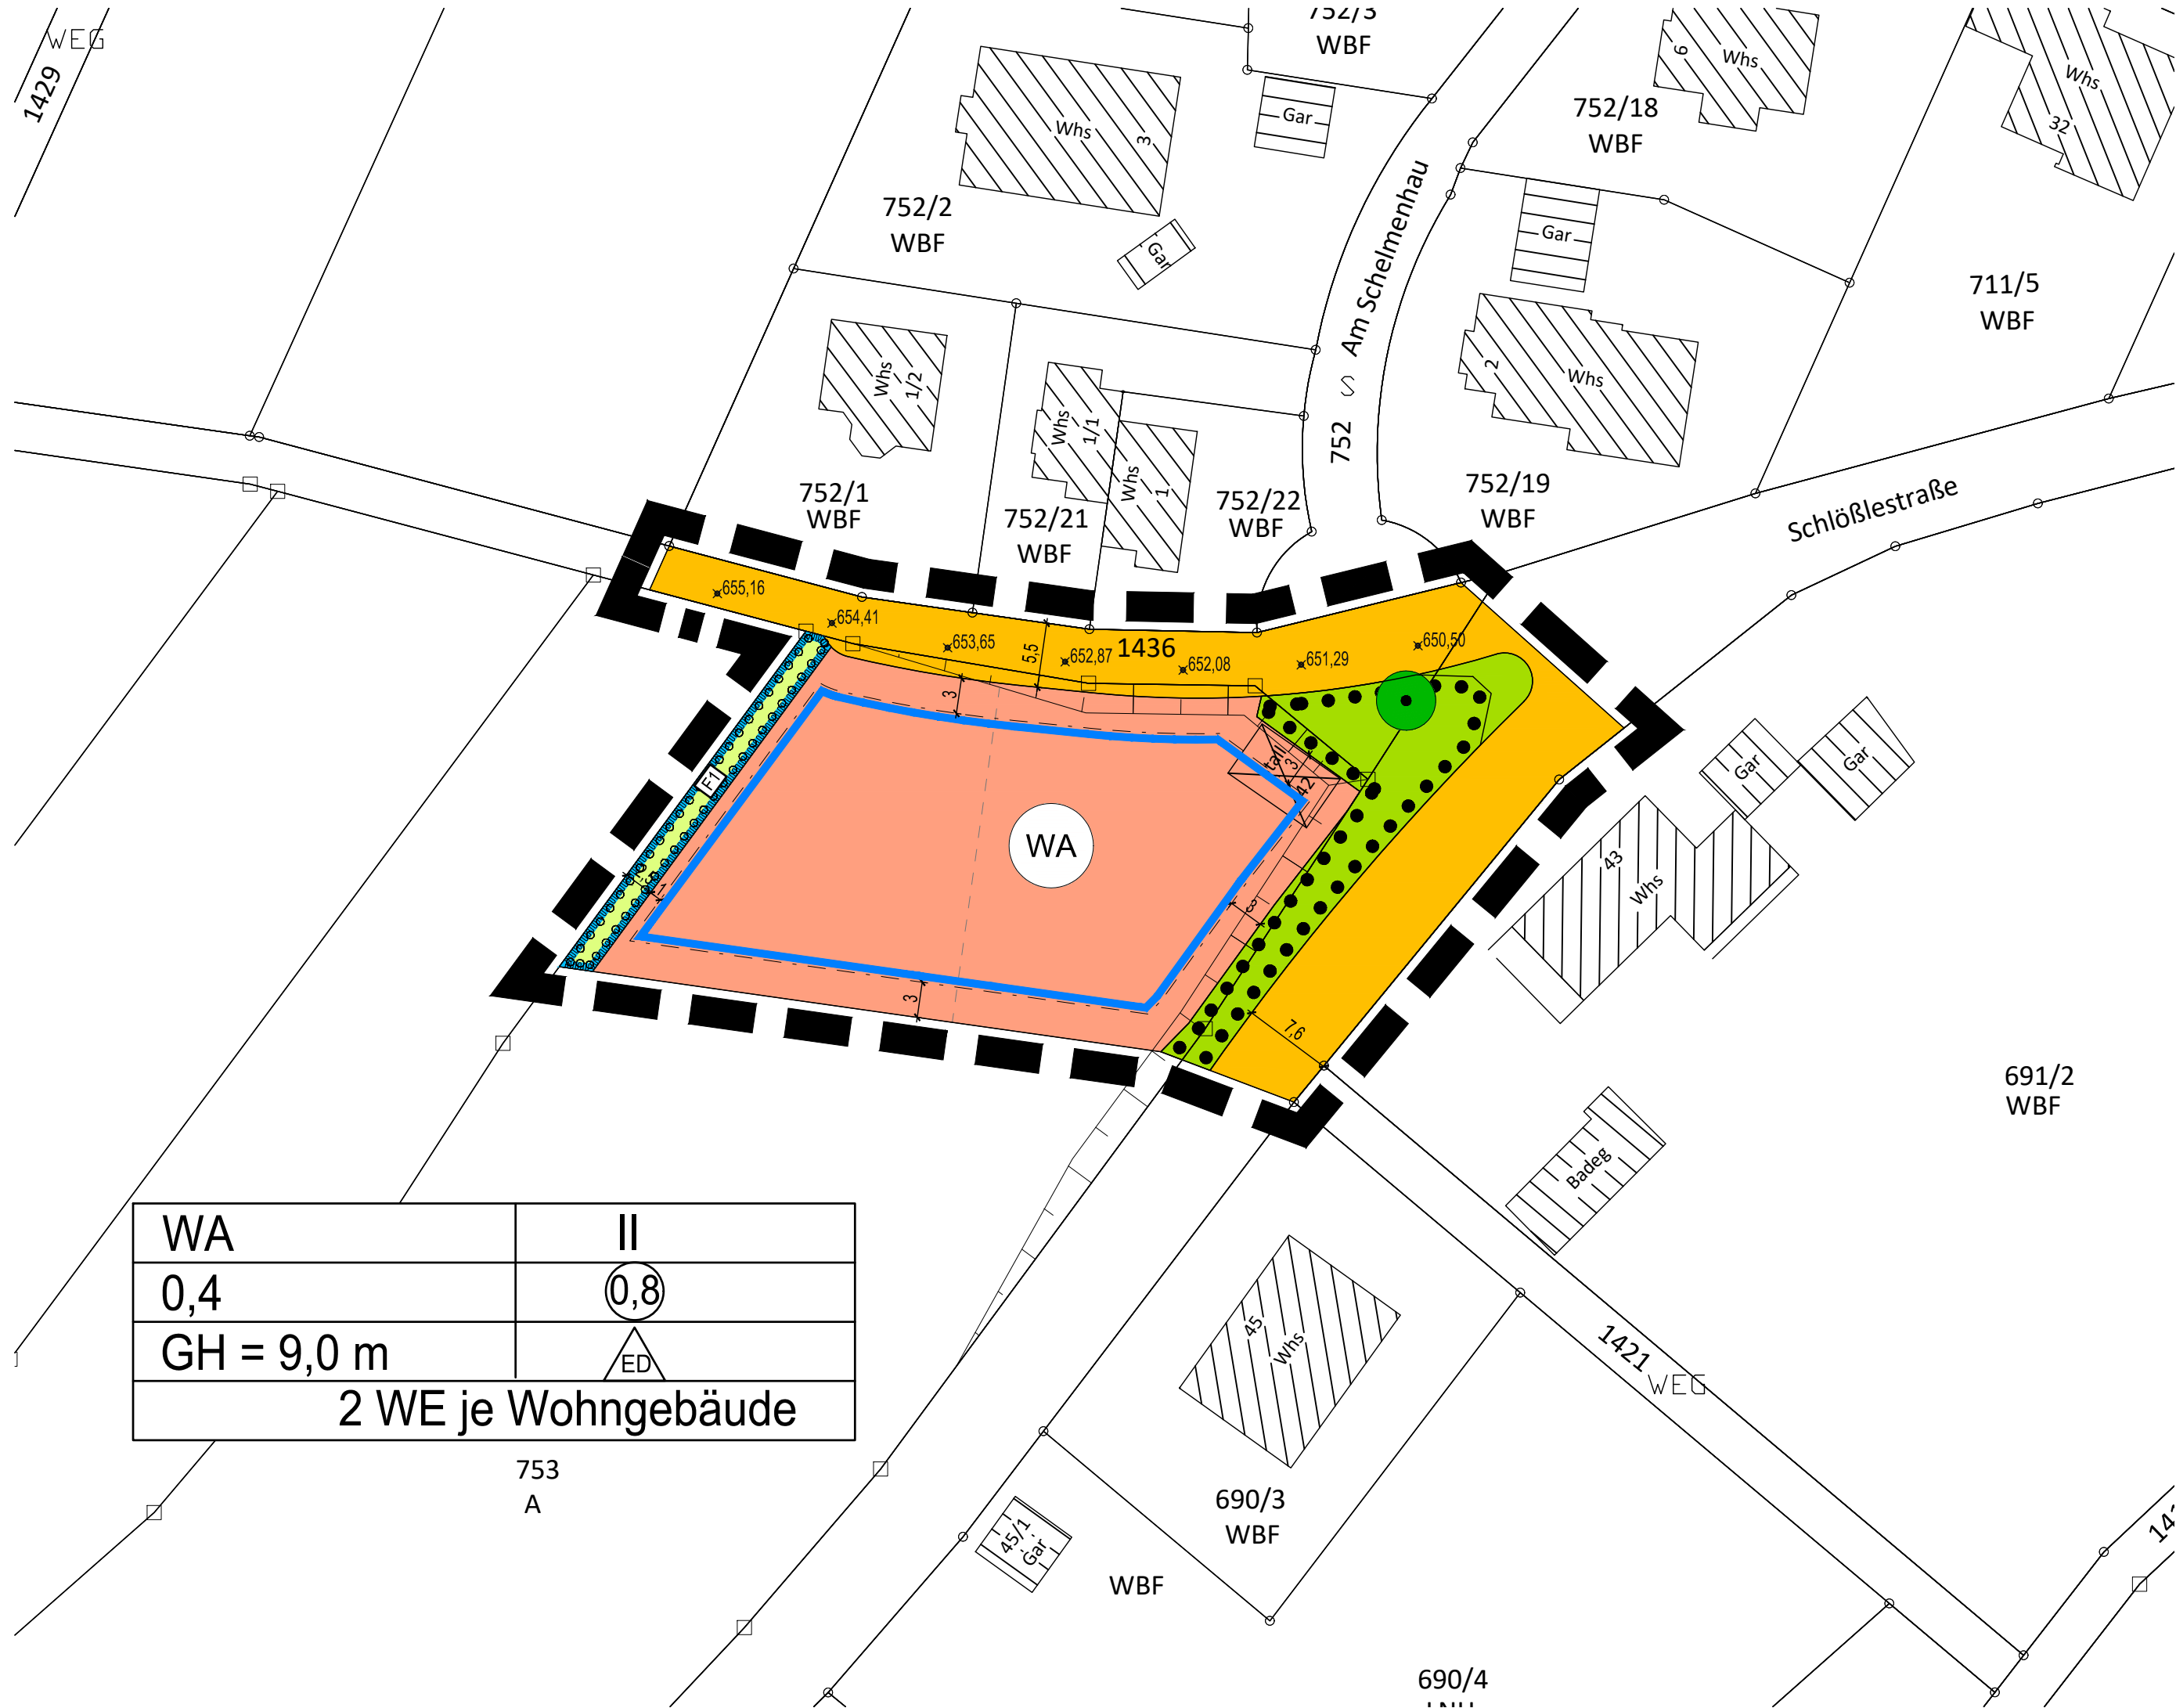 WEG
1429
752/3
WBF
Whs
3
Gar
752/18
WBF
6
Whs
Whs
32
752/2
WBF
Gar
Am Schelmenhau
S
752
Gar
711/5
WBF
Whs
1/2
Whs
1/1
Whs
1
2
Whs
752/1
WBF
752/21
WBF
752/22
WBF
752/19
WBF
Schlößlestraße
655,16
654,41
653,65
652,87
1436
652,08
651,29
650,50
5,5
3
3
42
F1
WA
1
3
3
7,6
Gar
Gar
43
Whs
691/2
WBF
Badeg
WA
II
0,4
0,8
GH = 9,0 m
ED
2 WE je Wohngebäude
45
Whs
1421
WEG
753
A
690/3
WBF
45/1
Gar
WBF
690/4